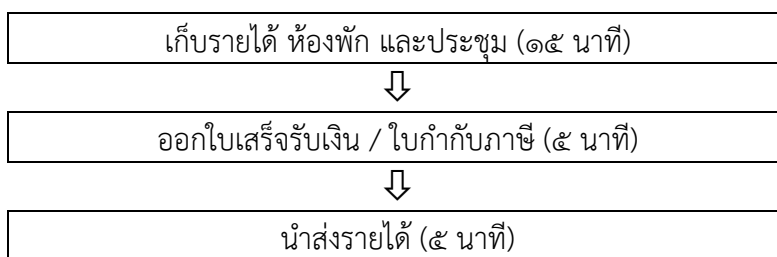 เก็บรายได้ ห้องพัก และประชุม (๑๕ นาที)
ออกใบเสร็จรับเงิน / ใบกำกับภาษี (๕ นาที)
นำส่งรายได้ (๕ นาที)